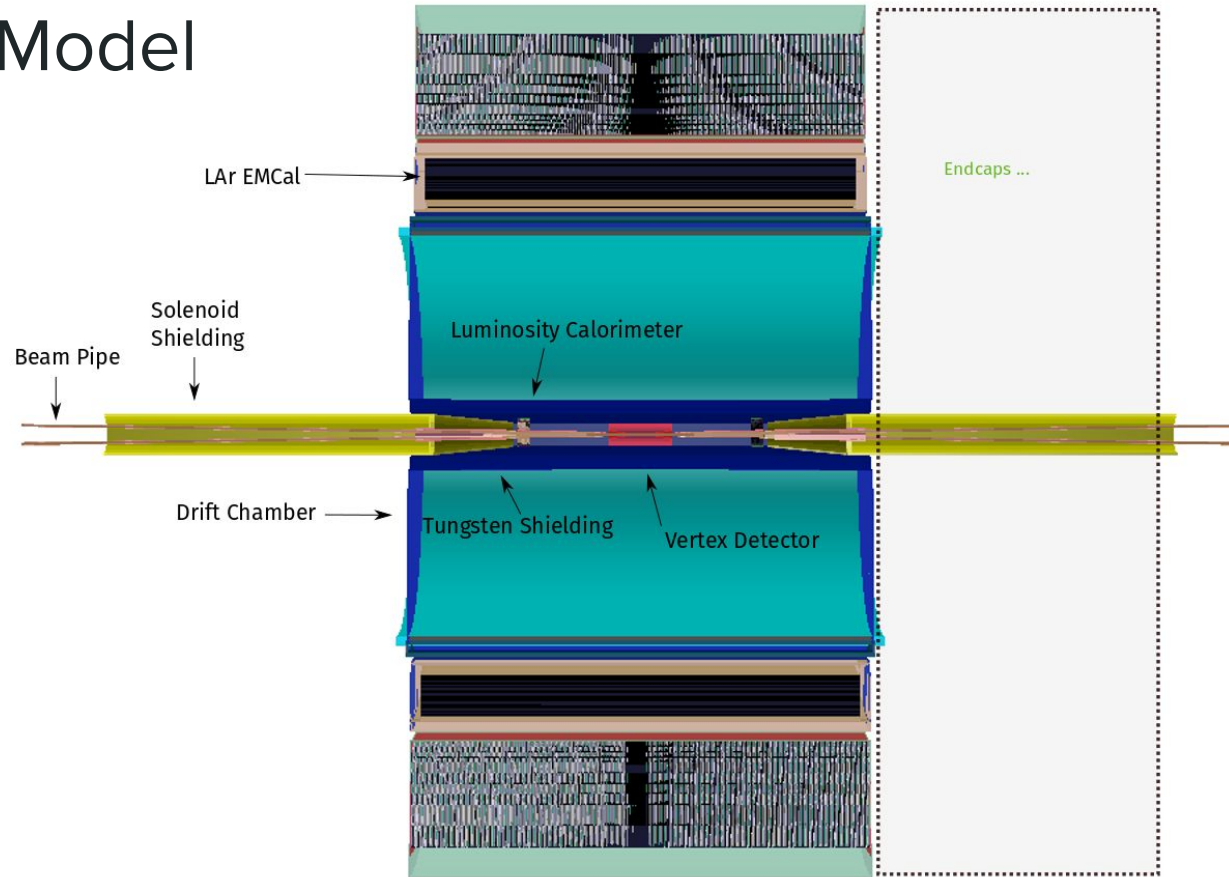 Model
LAr EMCal
Endcaps ...
Solenoid
Shielding
Luminosity Calorimeter
Beam Pipe
Drift Chamber
Tungsten Shielding
Vertex Detector